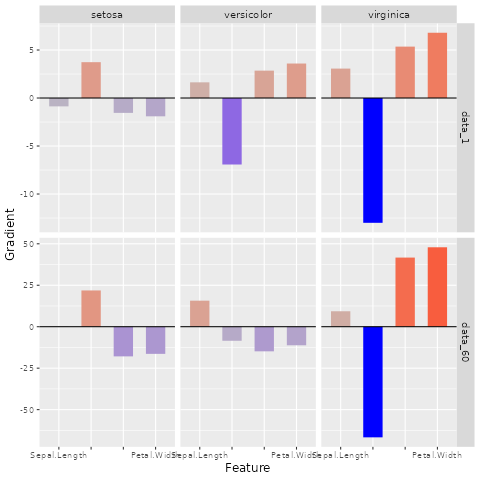 setosa versicolor virginica
Gradient
5
0
-5
-10
data_1
50
25
0
-25
-50
data_60
Sepal.Length Petal.Width Sepal.Length Petal.Width Sepal.Length Petal.Width
Feature